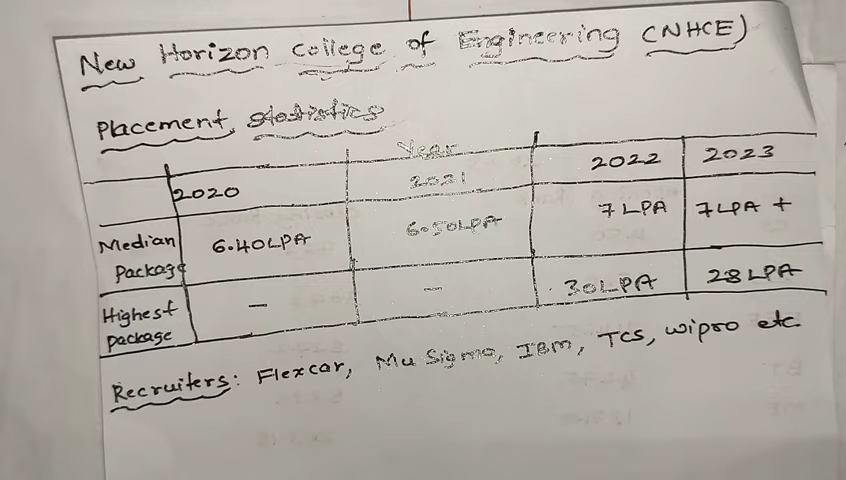 New Horizon College of Engineering (NHCE)
Placement statistics
Year
2020 2021 2022 2023
Median Package 6.40LPA 6.50LPA 7LPA 7LPA +
Highest package - - 30LPA 28LPA
Recruiters: Flexcar, Mu Sigma, IBM, TCS, wipro etc.